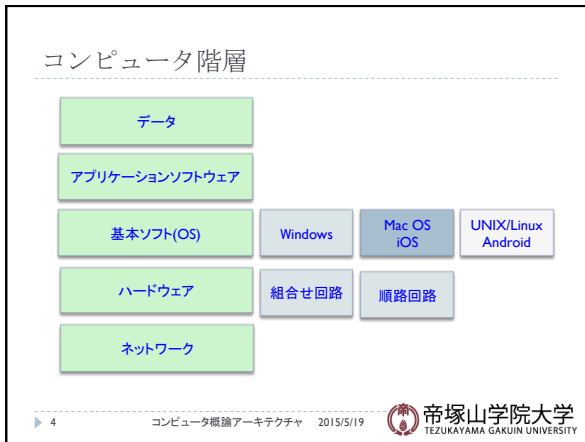 コンピュータ階層
データ
アプリケーションソフトウェア
基本ソフト(OS)
Windows
Mac OS
iOS
UNIX/Linux
Android
ハードウェア
組合せ回路
順路回路
ネットワーク
4
コンピュータ概論アーキテクチャ 2015/5/19
帝塚山学院大学
TEZUKAYAMA GAKUIN UNIVERSITY